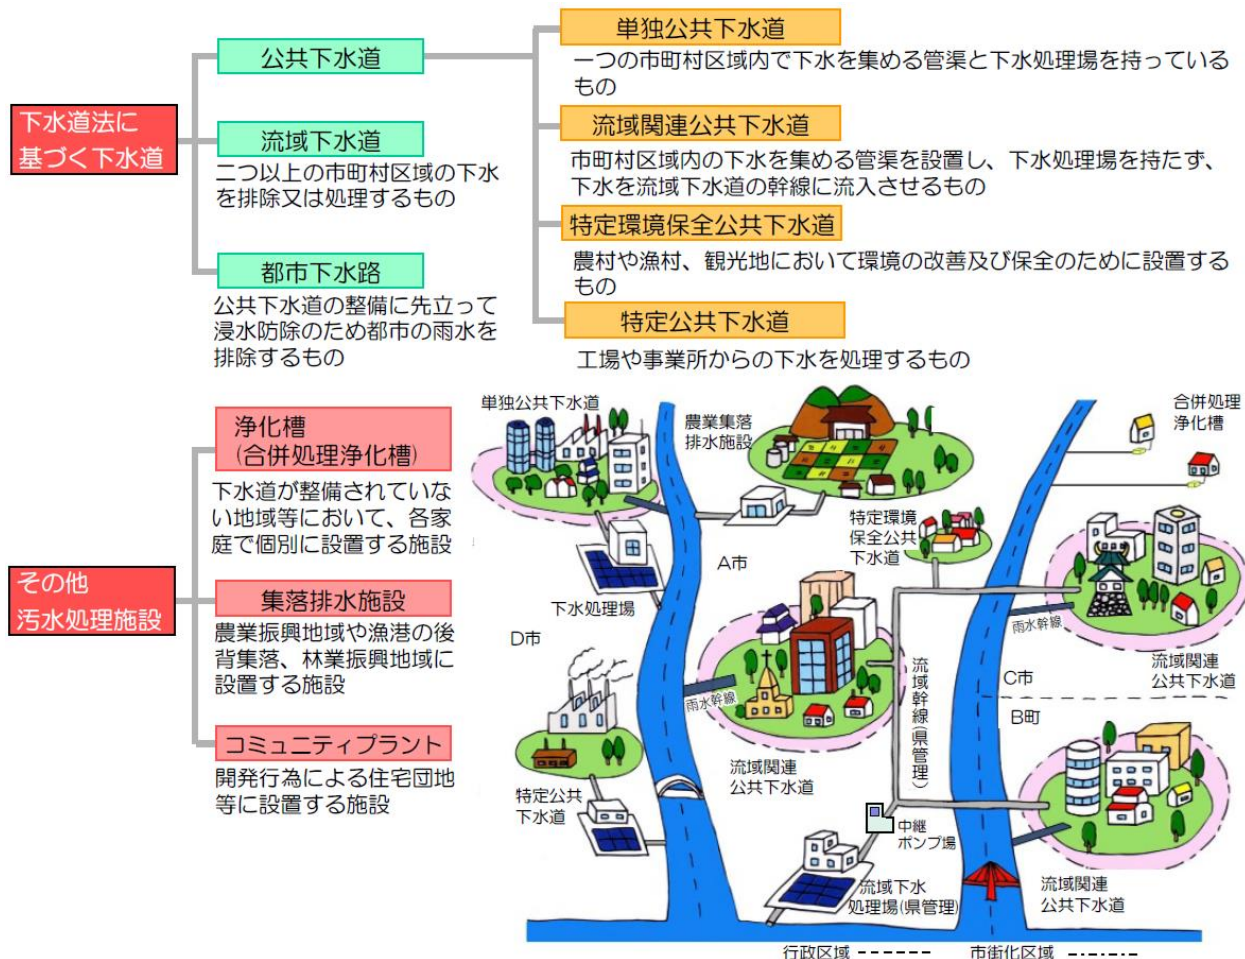 下水道法に
基づく下水道
公共下水道
流域下水道
二つ以上の市町村区域の下水
を排除又は処理するもの
都市下水路
公共下水道の整備に先立って
浸水防除のため都市の雨水を
排除するもの
単独公共下水道
一つの市町村区域内で下水を集める管渠と下水処理場を持っている
もの
流域関連公共下水道
市町村区域内の下水を集める管渠を設置し、下水処理場を持たず、
下水を流域下水道の幹線に流入させるもの
特定環境保全公共下水道
農村や漁村、観光地において環境の改善及び保全のために設置する
もの
特定公共下水道
工場や事業所からの下水を処理するもの
その他
汚水処理施設
浄化槽
(合併処理浄化槽)
下水道が整備されていな
い地域等において、各家
庭で個別に設置する施設
集落排水施設
農業振興地域や漁港の後
背集落、林業振興地域に
設置する施設
コミュニティプラント
開発行為による住宅団地
等に設置する施設
単独公共下水道
農業集落
排水施設
合併処理
浄化槽
特定環境
保全公共
下水道
A市
下水処理場
D市
雨水幹線
雨水幹線
流域関連
公共下水道
C市
B町
流域幹線(県管理)
流域関連
公共下水道
特定公共
下水道
中継
ポンプ場
流域下水
処理場(県管理)
流域関連
公共下水道
行政区域
市街化区域